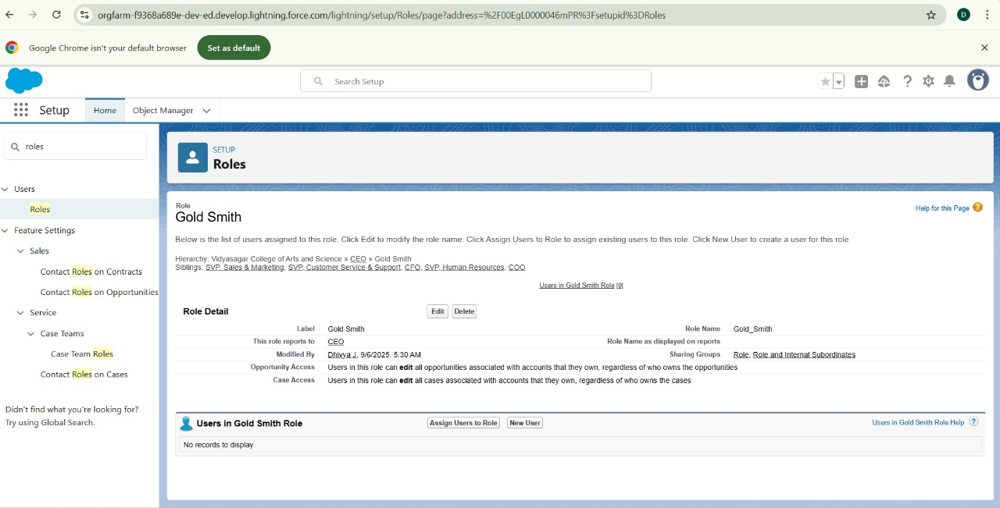 orgfarm-f9368a689e-dev-ed.develop.lightning.force.com/lightning/setup/Roles/page?address=%2F00EgL0000046mPR%3Fsetupid%3DRoles
D
Google Chrome isn't your default browser
Set as default
Search Setup
Setup
Home
Object Manager
roles
Users
Roles
Feature Settings
Sales
Contact Roles on Contracts
Contact Roles on Opportunities
Service
Case Teams
Case Team Roles
Contact Roles on Cases
Didn't find what you're looking for?
Try using Global Search.
SETUP
Roles
Role
Gold Smith
Help for this Page ?
Below is the list of users assigned to this role. Click Edit to modify the role name. Click Assign Users to Role to assign existing users to this role. Click New User to create a user for this role.
Hierarchy: Vidyasagar College of Arts and Science » CEO » Gold Smith
Siblings: SVP, Sales & Marketing, SVP, Customer Service & Support, CFO, SVP, Human Resources, COO
Users in Gold Smith Role [0]
Role Detail Edit Delete
Label Gold Smith Role Name Gold_Smith
This role reports to CEO Role Name as displayed on reports
Modified By Dhivya J, 9/6/2025, 5:30 AM Sharing Groups Role, Role and Internal Subordinates
Opportunity Access Users in this role can edit all opportunities associated with accounts that they own, regardless of who owns the opportunities
Case Access Users in this role can edit all cases associated with accounts that they own, regardless of who owns the cases
Users in Gold Smith Role Assign Users to Role New User Users in Gold Smith Role Help ?
No records to display